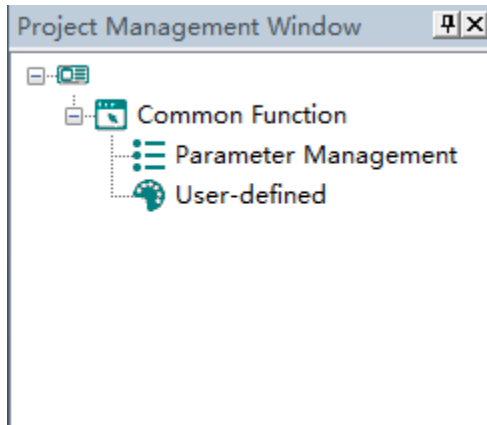 Project Management Window
Common Function
Parameter Management
User-defined